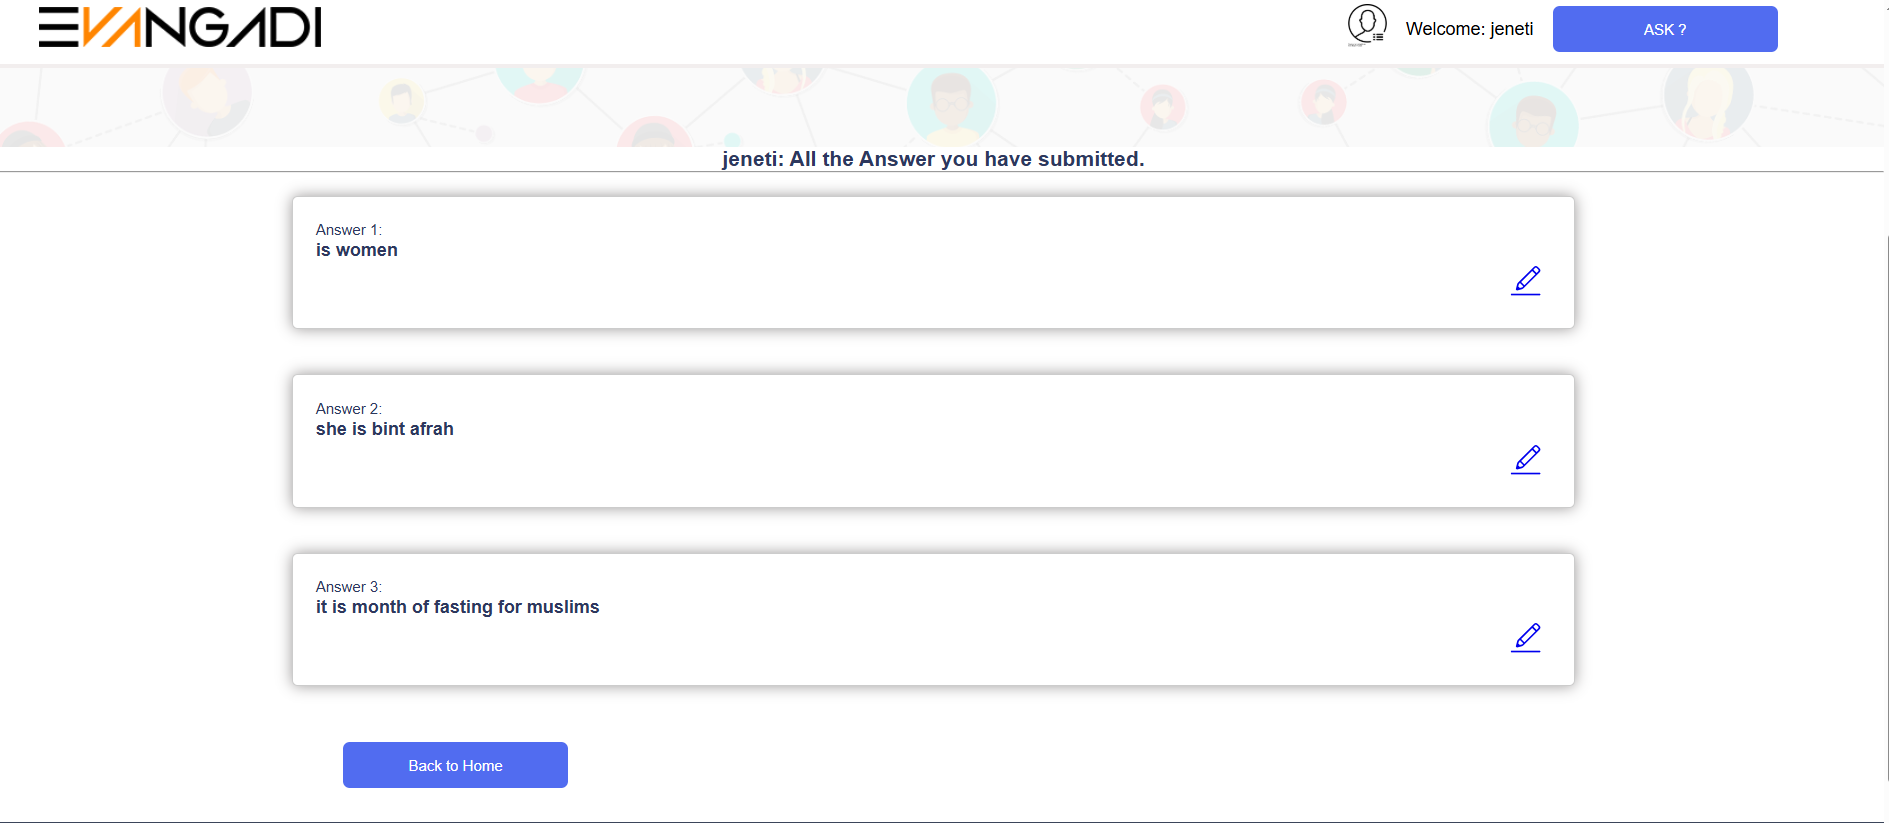 EVANGADI
Welcome: jeneti
ASK ?
jeneti: All the Answer you have submitted.
Answer 1:
is women
Answer 2:
she is bint afrah
Answer 3:
it is month of fasting for muslims
Back to Home